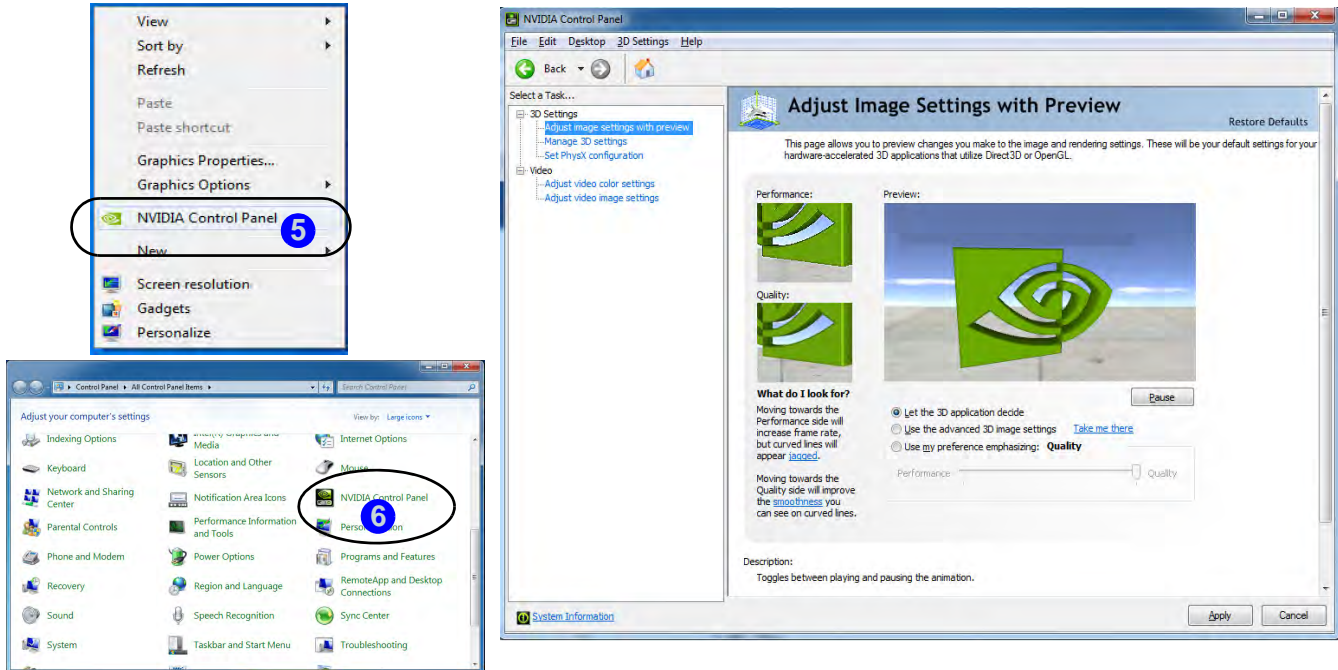 View
Sort by
Refresh
Paste
Paste shortcut
Graphics Properties...
Graphics Options
NVIDIA Control Panel
5
New
Screen resolution
Gadgets
Personalize
Control Panel
All Control Panel Items
Search Control Panel
Adjust your computer's settings
View by: Large icons
Indexing Options
Intel(R) Graphics and
Media
Internet Options
Keyboard
Location and Other
Sensors
Mouse
Network and Sharing
Center
Notification Area Icons
NVIDIA Control Panel
6
Parental Controls
Performance Information
and Tools
Phone and Modem
Power Options
Programs and Features
Recovery
Region and Language
RemoteApp and Desktop
Connections
Sound
Speech Recognition
Sync Center
System
Taskbar and Start Menu
Troubleshooting
NVIDIA Control Panel
File Edit Desktop 3D Settings Help
Back
Select a Task...
3D Settings
Adjust image settings with preview
Manage 3D settings
Set PhysX configuration
Video
Adjust video color settings
Adjust video image settings
Adjust Image Settings with Preview
Restore Defaults
This page allows you to preview changes you make to the image and rendering settings. These will be your default settings for your
hardware-accelerated 3D applications that utilize Direct3D or OpenGL.
Performance:
Preview:
Quality:
What do I look for?
Moving towards the
Performance side will
increase frame rate,
but curved lines will
appear jagged.
Moving towards the
Quality side will improve
the smoothness you
can see on curved lines.
Pause
Let the 3D application decide
Use the advanced 3D image settings Take me there
Use my preference emphasizing: Quality
Performance Quality
Description:
Toggles between playing and pausing the animation.
System Information
Apply Cancel